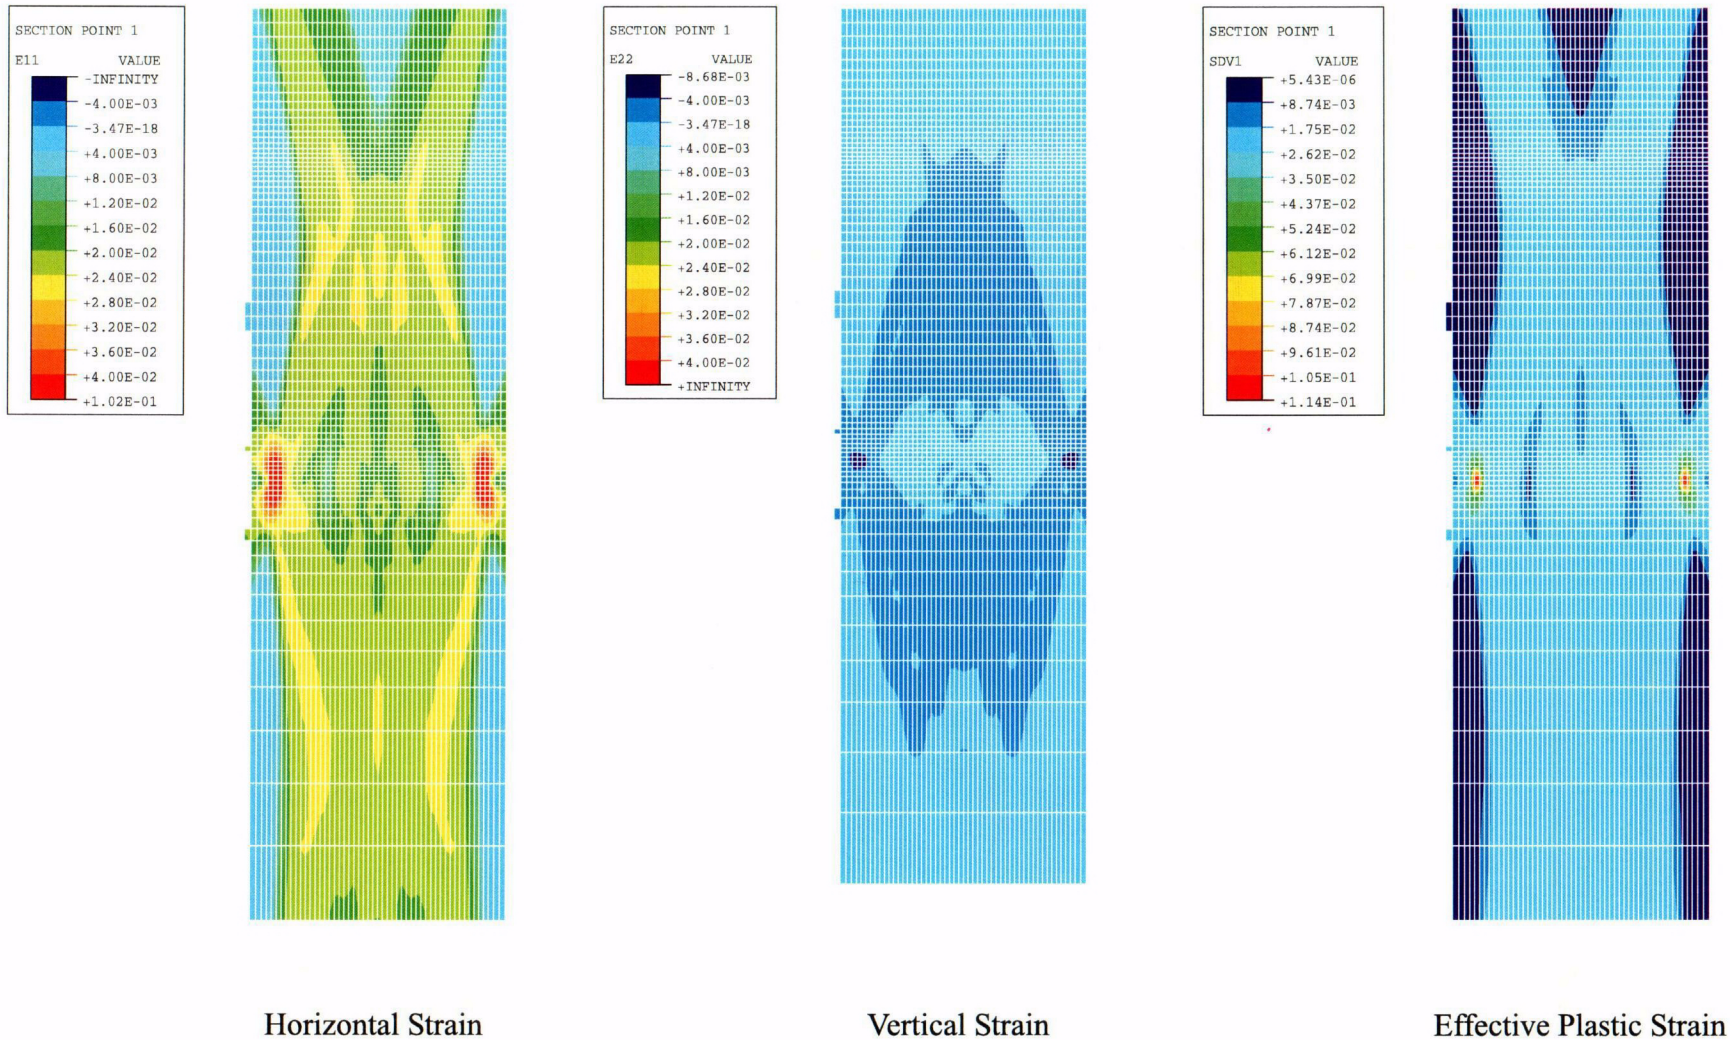 SECTION POINT 1
E11 VALUE
-INFINITY
-4.00E-03
-3.47E-18
+4.00E-03
+8.00E-03
+1.20E-02
+1.60E-02
+2.00E-02
+2.40E-02
+2.80E-02
+3.20E-02
+3.60E-02
+4.00E-02
+1.02E-01
SECTION POINT 1
E22 VALUE
-8.68E-03
-4.00E-03
-3.47E-18
+4.00E-03
+8.00E-03
+1.20E-02
+1.60E-02
+2.00E-02
+2.40E-02
+2.80E-02
+3.20E-02
+3.60E-02
+4.00E-02
+INFINITY
SECTION POINT 1
SDV1 VALUE
+5.43E-06
+8.74E-03
+1.75E-02
+2.62E-02
+3.50E-02
+4.37E-02
+5.24E-02
+6.12E-02
+6.99E-02
+7.87E-02
+8.74E-02
+9.61E-02
+1.05E-01
+1.14E-01
Horizontal Strain
Vertical Strain
Effective Plastic Strain